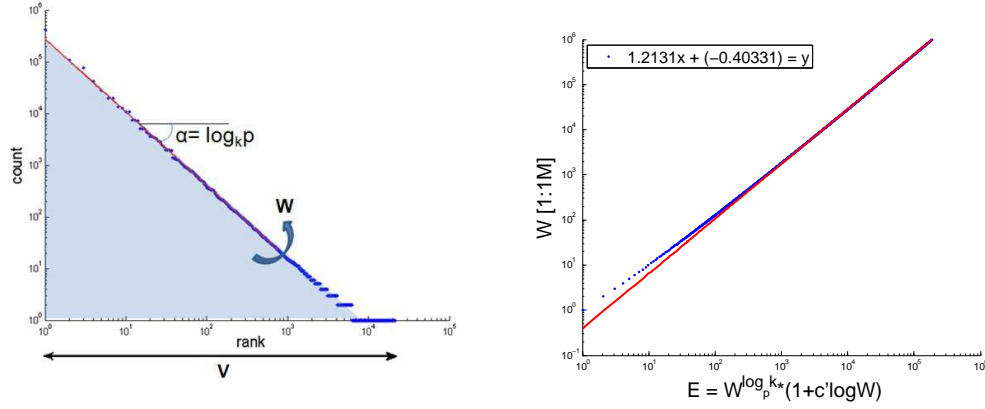 10^6
10^5
10^4
10^3
10^2
10^1
10^0
count
α= log_k p
W
10^0 10^1 10^2 10^3 10^4 10^5
rank
V
10^6
10^5
10^4
10^3
10^2
10^1
10^0
10^−1
W [1:1M]
1.2131x + (−0.40331) = y
10^0 10^1 10^2 10^3 10^4 10^5 10^6
E = W^log_p k*(1+c'logW)